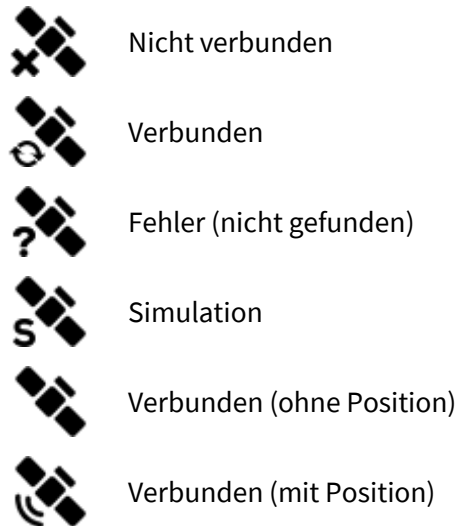 Nicht verbunden
Verbunden
? Fehler (nicht gefunden)
S Simulation
Verbunden (ohne Position)
Verbunden (mit Position)